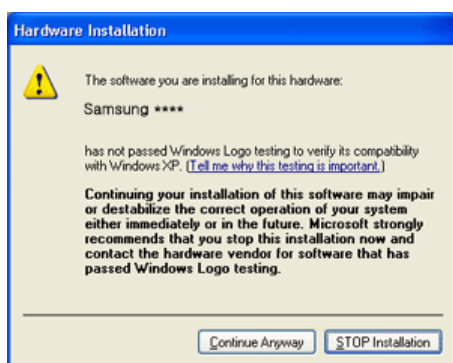 Hardware Installation
The software you are installing for this hardware:
Samsung ****
has not passed Windows Logo testing to verify its compatibility
with Windows XP. (Tell me why this testing is important.)
Continuing your installation of this software may impair
or destabilize the correct operation of your system
either immediately or in the future. Microsoft strongly
recommends that you stop this installation now and
contact the hardware vendor for software that has
passed Windows Logo testing.
Continue Anyway STOP Installation